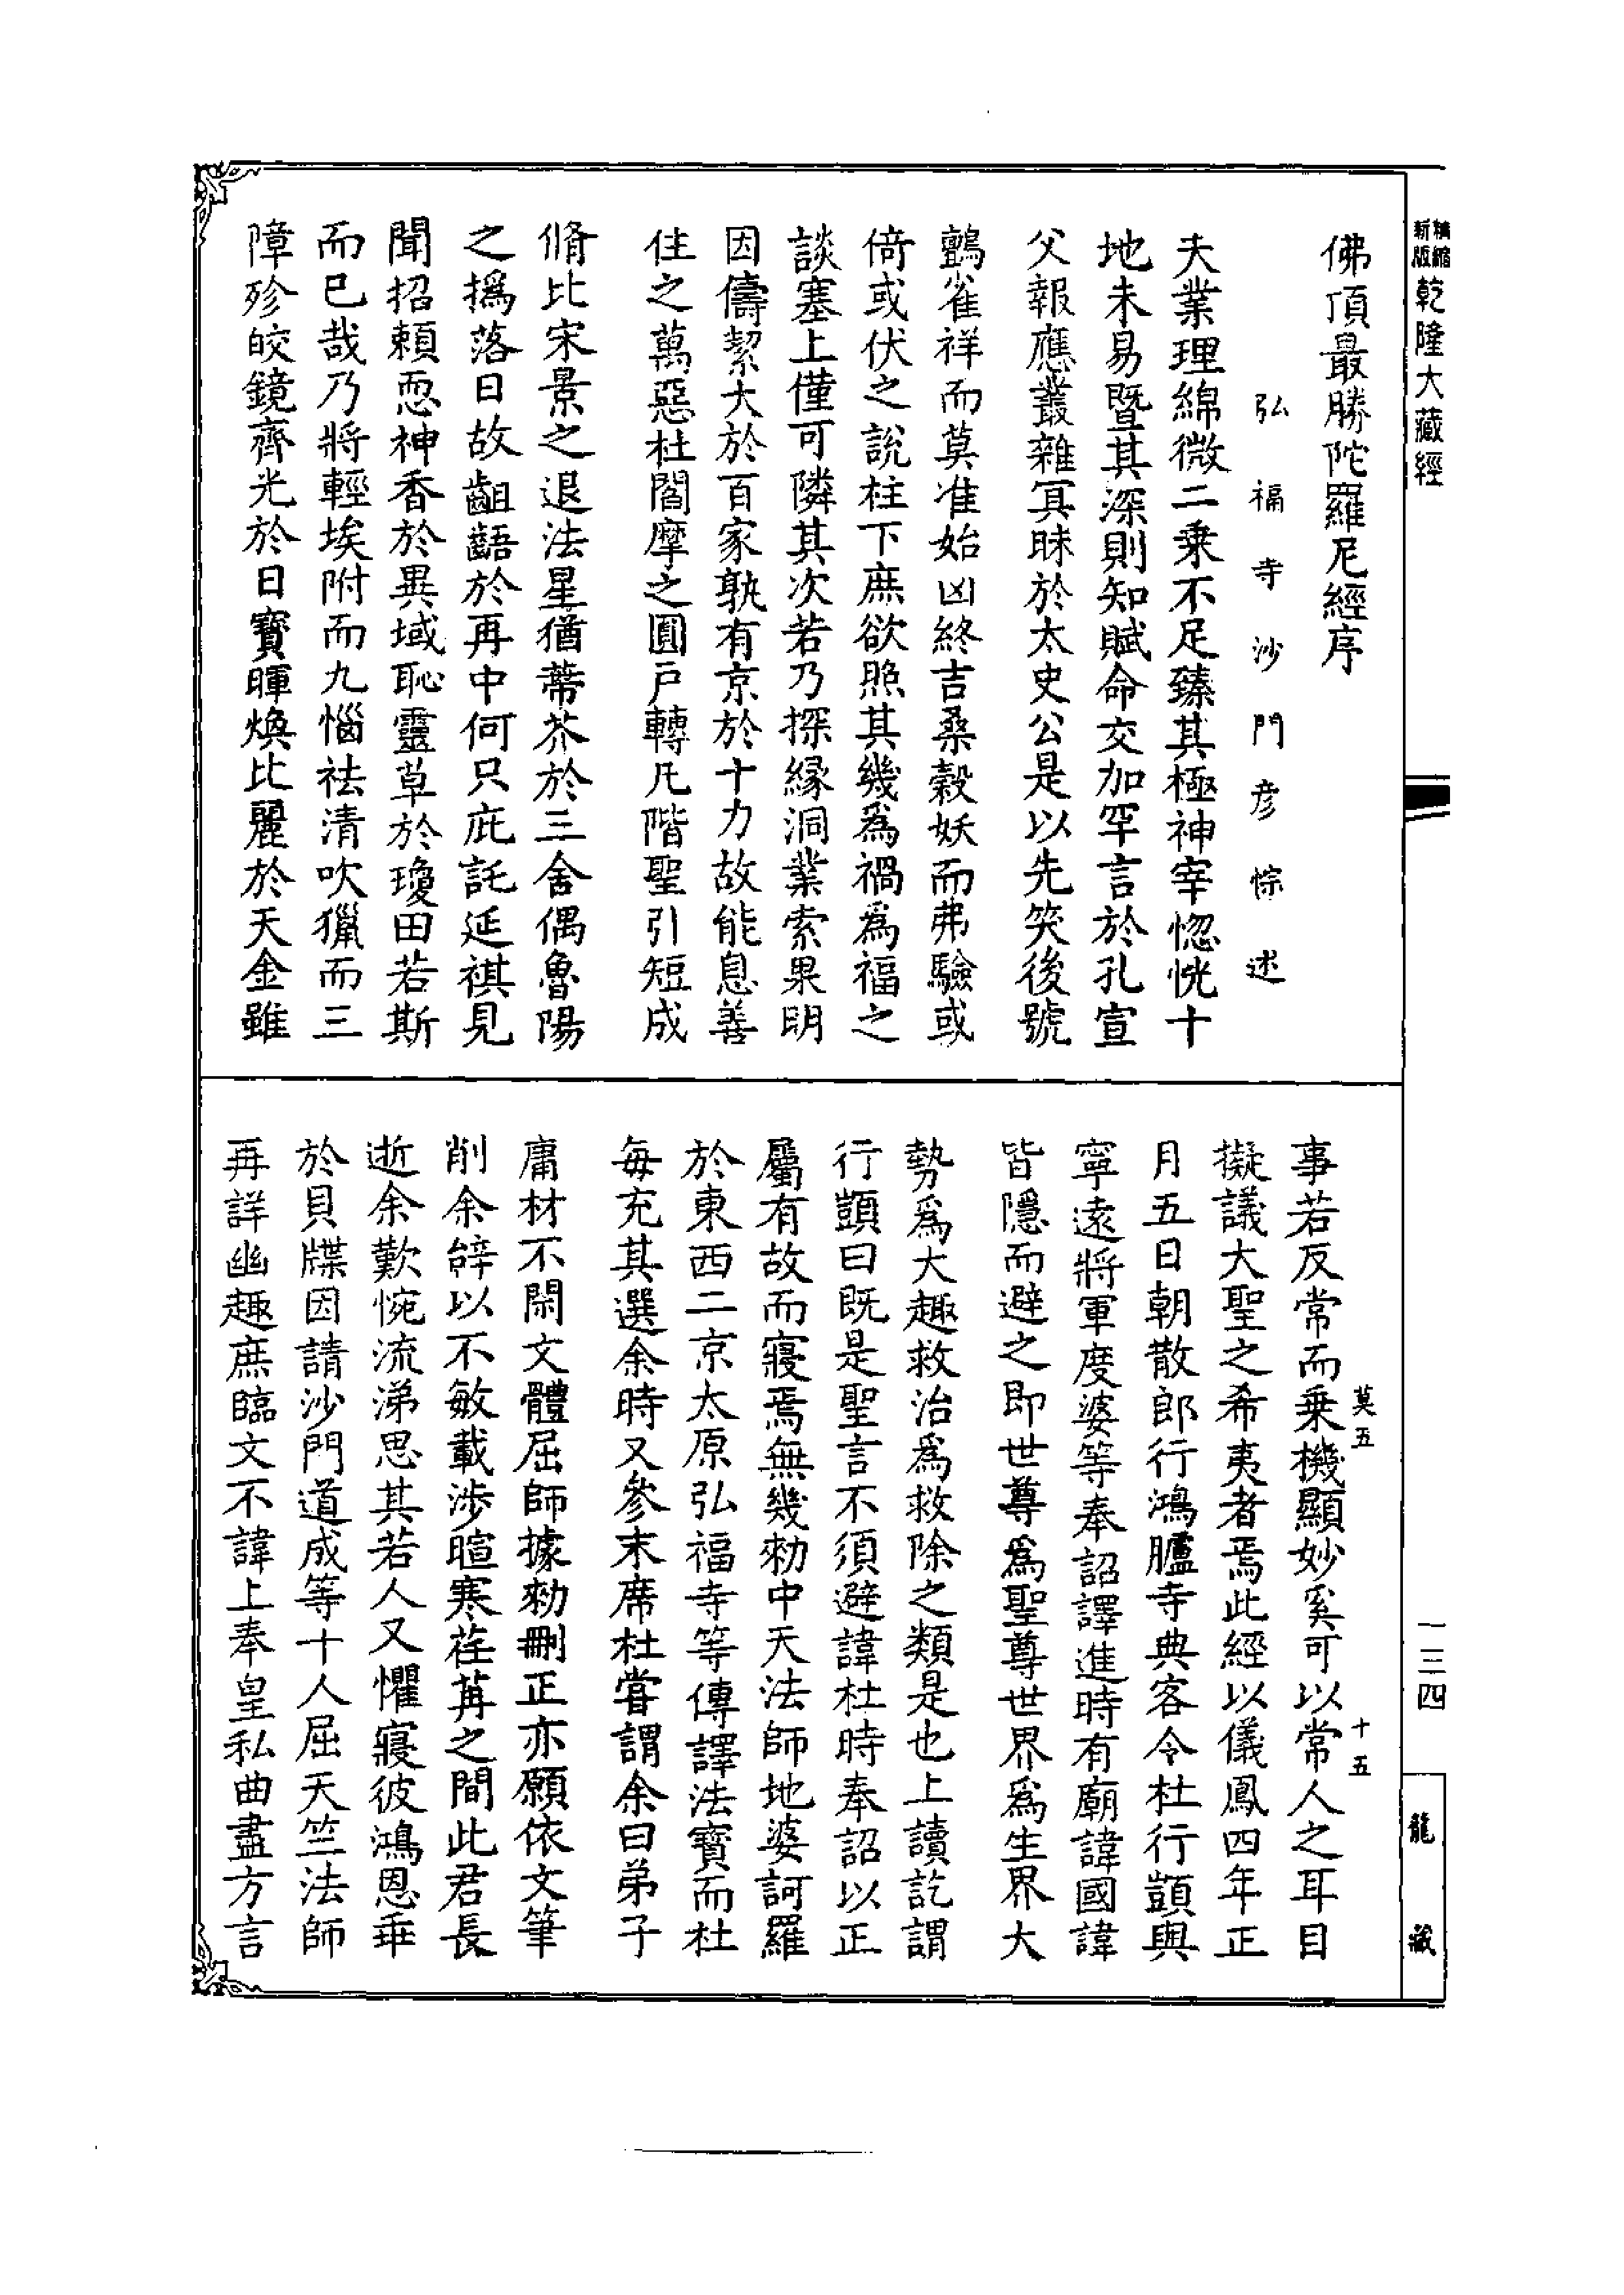 精縮
新版
乾隆大藏經
佛頂最勝陀羅尼經序
弘福寺沙門彥悰述
夫業理綿微二乗不足臻其極神宰惚恍十
地未易曁其深則知賦命交加罕言於孔宣
父報應叢雜冥昧於太史公是以先笑後號
鸜雀祥而莫准始凶終吉桑榖妖而弗驗或
倚或伏之說柱下庶欲照其幾爲禍爲福之
談塞上僅可隣其次若乃探緣洞業索果明
因儔絜大於百家孰有京於十力故能息善
住之萬惡杜閻摩之圓戸轉凡階聖引短成
脩比宋景之退法星猶蔕芥於三舍偶魯陽
之撝落日故齟齬於再中何只庇託延祺見
聞招頼恧神香於異域恥靈草於瓊田若斯
而已哉乃將輕埃附而九惱袪清吹獵而三
障殄皎鏡齊光於日寶暉煥比麗於天金雖
事若反常而乗機顯妙奚可以常人之耳目
擬議大聖之希夷者焉此經以儀鳳四年正
月五日朝散郎行鴻臚寺典客令杜行顗與
寧遠將軍度婆等奉詔譯進時有廟諱國諱
皆隱而避之即世尊爲聖尊世界爲生界大
勢爲大趣救治爲救除之類是也上讀訖謂
行顗曰既是聖言不須避諱杜時奉詔以正
屬有故而寢焉無幾勑中天法師地婆訶羅
於東西二京太原弘福寺等傳譯法寶而杜
每充其選余時又參末席杜甞謂余曰弟子
庸材不閑文體屈師據勑刪正亦願依文筆
削余辭以不敏載涉暄寒荏苒之間此君長
逝余歎惋流涕思其若人又懼寢彼鴻恩乖
於貝牒因請沙門道成等十人屈天竺法師
再詳幽趣庶臨文不諱上奉皇私曲盡方言
莫五
十五
一三四
龍藏